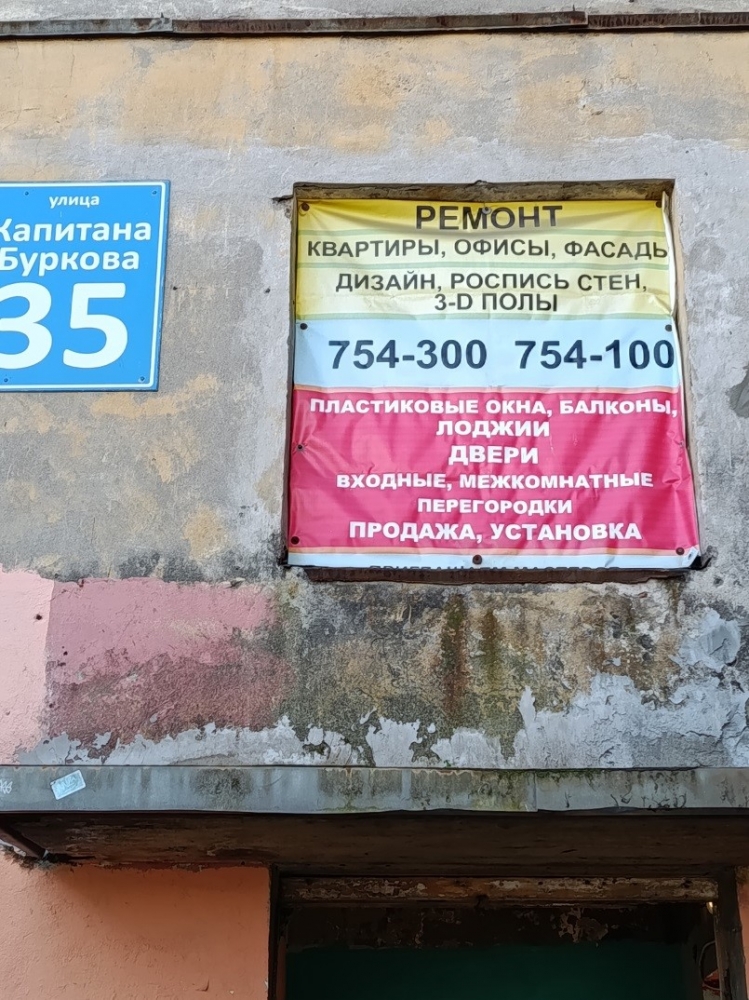 улица
Капитана
Буркова
35
РЕМОНТ
КВАРТИРЫ, ОФИСЫ, ФАСАДЫ
ДИЗАЙН, РОСПИСЬ СТЕН,
3-D ПОЛЫ
754-300 754-100
ПЛАСТИКОВЫЕ ОКНА, БАЛКОНЫ,
ЛОДЖИИ
ДВЕРИ
ВХОДНЫЕ, МЕЖКОМНАТНЫЕ
ПЕРЕГОРОДКИ
ПРОДАЖА, УСТАНОВКА